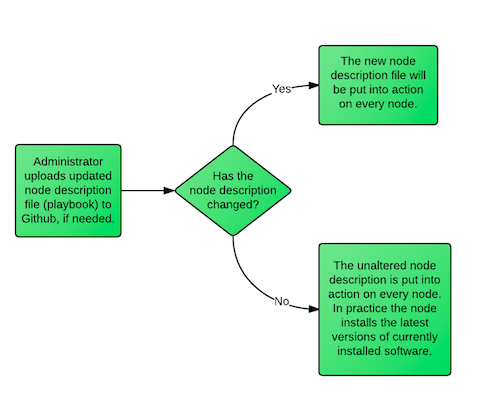 Administrator
uploads updated
node description
file (playbook) to
Github, if needed.
Has the
node description
changed?
Yes
The new node
description file will
be put into action
on every node.
No
The unaltered node
description is put into
action on every node.
In practice the node
installs the latest
versions of currently
installed software.